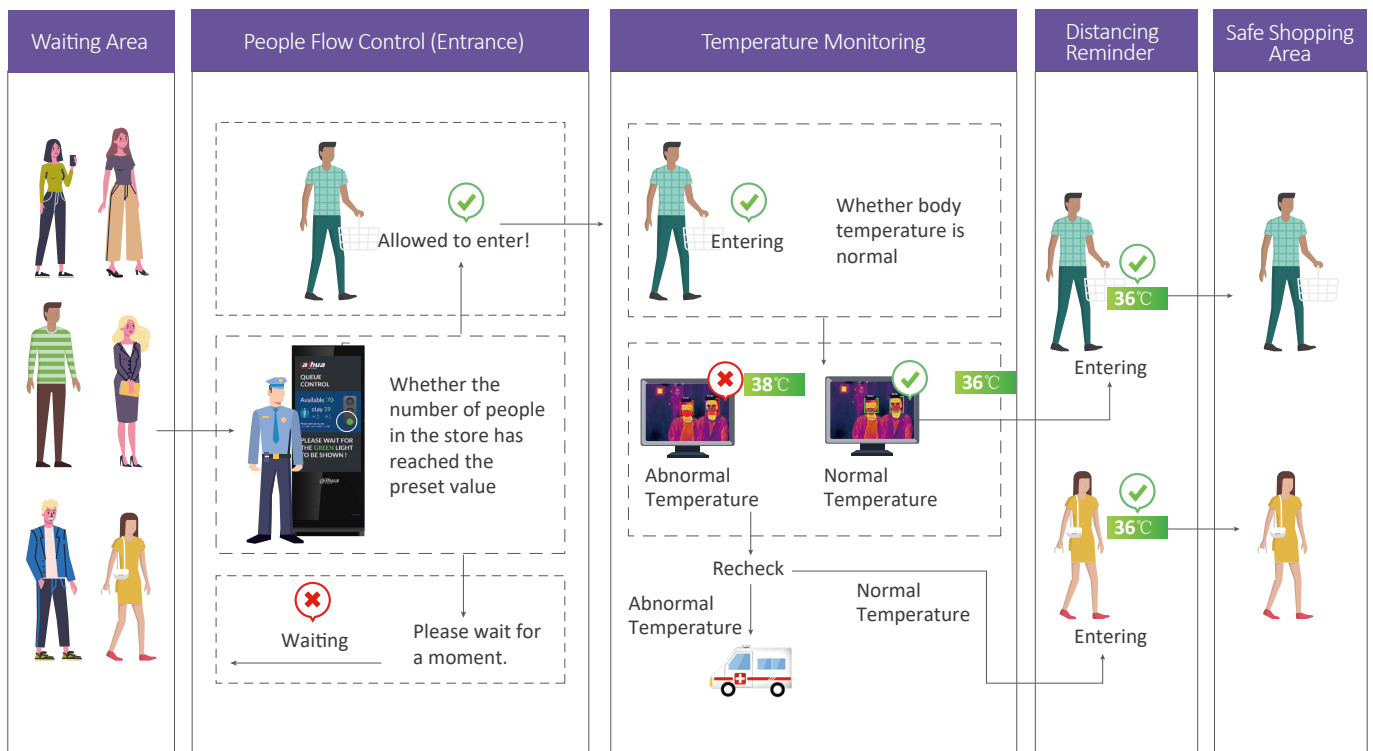 Waiting Area
People Flow Control (Entrance)
Temperature Monitoring
Distancing
Reminder
Safe Shopping
Area
Allowed to enter!
alhua
QUEUE
CONTROL
Available 70
stay 39
PLEASE WAIT FOR
THE GREEN LIGHT
TO BE SHOWN !
alhua
Whether the
number of people
in the store has
reached the
preset value
Waiting
Please wait for
a moment.
Entering
Whether body
temperature is
normal
38℃
36℃
Abnormal
Temperature
Normal
Temperature
Recheck
Abnormal
Temperature
Normal
Temperature
36℃
Entering
36℃
Entering